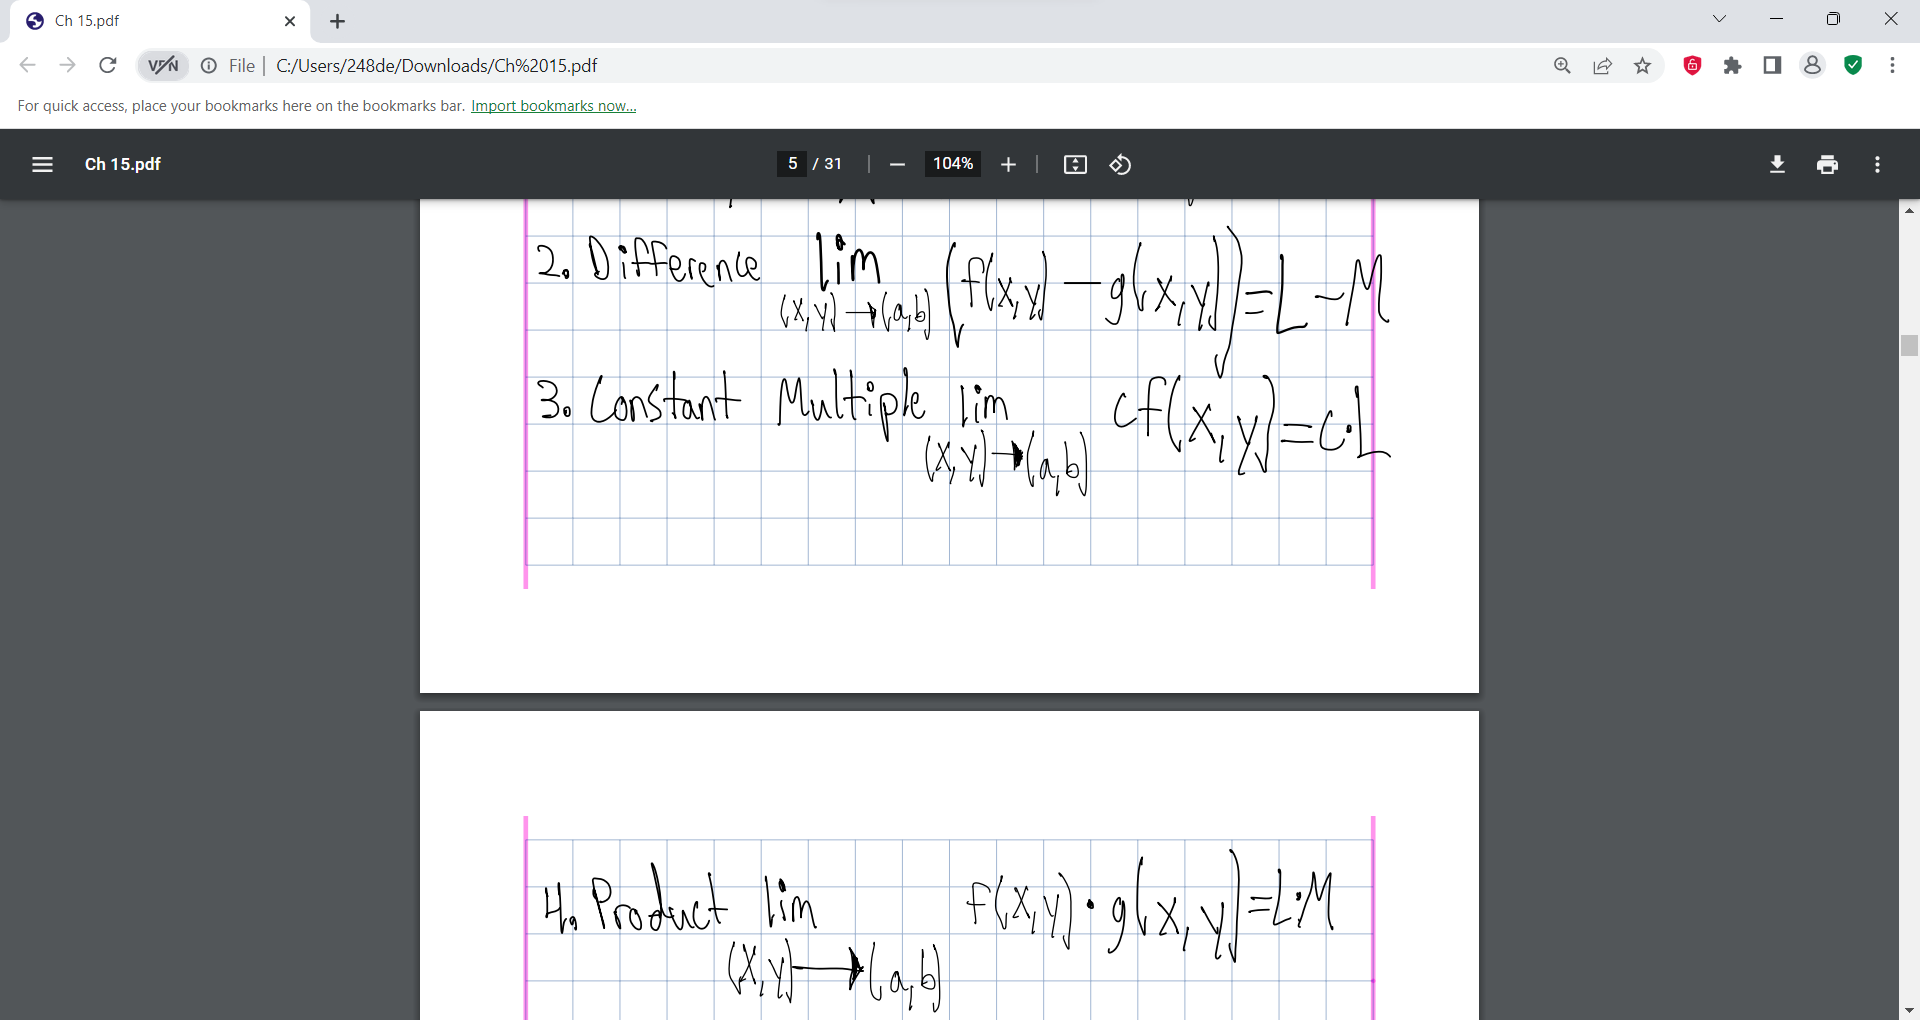 Ch 15.pdf
VPN File C:/Users/248de/Downloads/Ch%2015.pdf
For quick access, place your bookmarks here on the bookmarks bar. Import bookmarks now...
Ch 15.pdf 5 / 31 104%
2. Difference lim (f(x,y) - g(x,y)) = L - M
(x,y) → (a,b)
3. Constant Multiple lim cf(x,y) = c·L
(x,y) → (a,b)
4. Product lim f(x,y) · g(x,y) = L·M
(x,y) → (a,b)